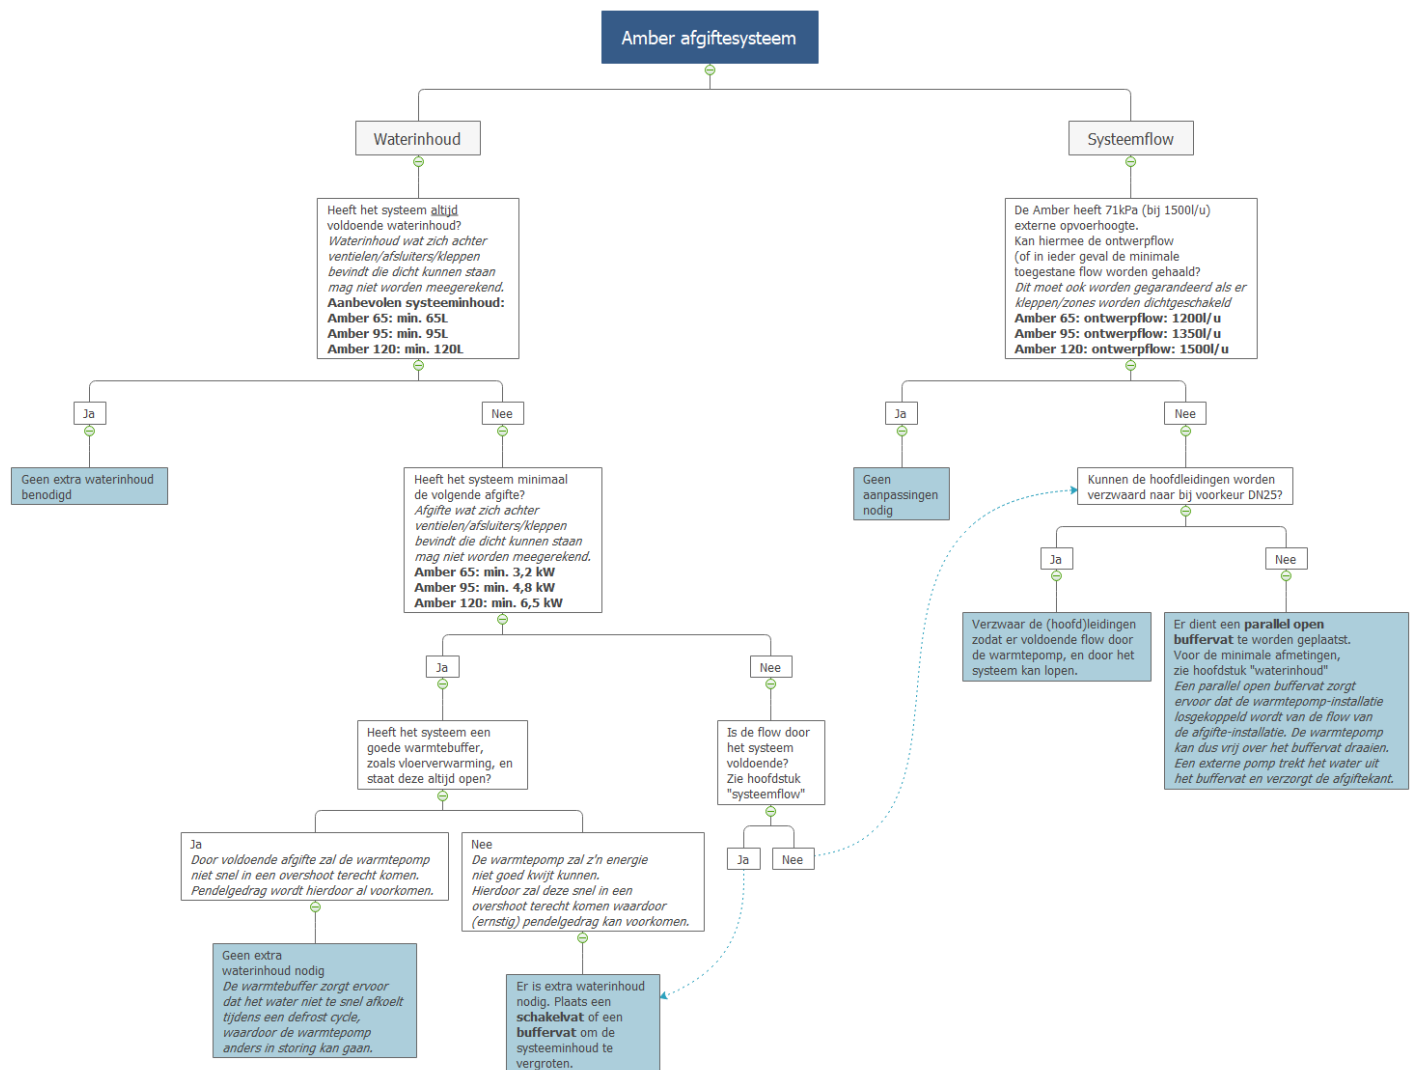 Amber afgiftesysteem
Waterinhoud
Heeft het systeem altijd
voldoende waterinhoud?
Waterinhoud wat zich achter
ventielen/afsluiters/kleppen
bevindt die dicht kunnen staan
mag niet worden meegerekend.
Aanbevolen systeeminhoud:
Amber 65: min. 65L
Amber 95: min. 95L
Amber 120: min. 120L
Ja
Geen extra waterinhoud
benodigd
Nee
Heeft het systeem minimaal
de volgende afgifte?
Afgifte wat zich achter
ventielen/afsluiters/kleppen
bevindt die dicht kunnen staan
mag niet worden meegerekend.
Amber 65: min. 3,2 kW
Amber 95: min. 4,8 kW
Amber 120: min. 6,5 kW
Ja
Heeft het systeem een
goede warmtebuffer,
zoals vloerverwarming, en
staat deze altijd open?
Ja
Door voldoende afgifte zal de warmtepomp
niet snel in een overshoot terecht komen.
Pendelgedrag wordt hierdoor al voorkomen.
Geen extra
waterinhoud nodig
De warmtebuffer zorgt ervoor
dat het water niet te snel afkoelt
tijdens een defrost cycle,
waardoor de warmtepomp
anders in storing kan gaan.
Nee
De warmtepomp zal z'n energie
niet goed kwijt kunnen.
Hierdoor zal deze snel in een
overshoot terecht komen waardoor
(ernstig) pendelgedrag kan voorkomen.
Er is extra waterinhoud
nodig. Plaats een
schakelvat of een
buffervat om de
systeeminhoud te
vergroten.
Nee
Is de flow door
het systeem
voldoende?
Zie hoofdstuk
"systeemflow"
Ja
Nee
Systeemflow
De Amber heeft 71kPa (bij 1500l/u)
externe opvoerhoogte.
Kan hiermee de ontwerpflow
(of in ieder geval de minimale
toegestane flow worden gehaald?
Dit moet ook worden gegarandeerd als er
kleppen/zones worden dichtgeschakeld
Amber 65: ontwerpflow: 1200l/u
Amber 95: ontwerpflow: 1350l/u
Amber 120: ontwerpflow: 1500l/u
Ja
Geen
aanpassingen
nodig
Nee
Kunnen de hoofdleidingen worden
verzwaard naar bij voorkeur DN25?
Ja
Verzwaar de (hoofd)leidingen
zodat er voldoende flow door
de warmtepomp, en door het
systeem kan lopen.
Nee
Er dient een parallel open
buffervat te worden geplaatst.
Voor de minimale afmetingen,
zie hoofdstuk "waterinhoud"
Een parallel open buffervat zorgt
ervoor dat de warmtepomp-installatie
losgekoppeld wordt van de flow van
de afgifte-installatie. De warmtepomp
kan dus vrij over het buffervat draaien.
Een externe pomp trekt het water uit
het buffervat en verzorgt de afgiftekant.